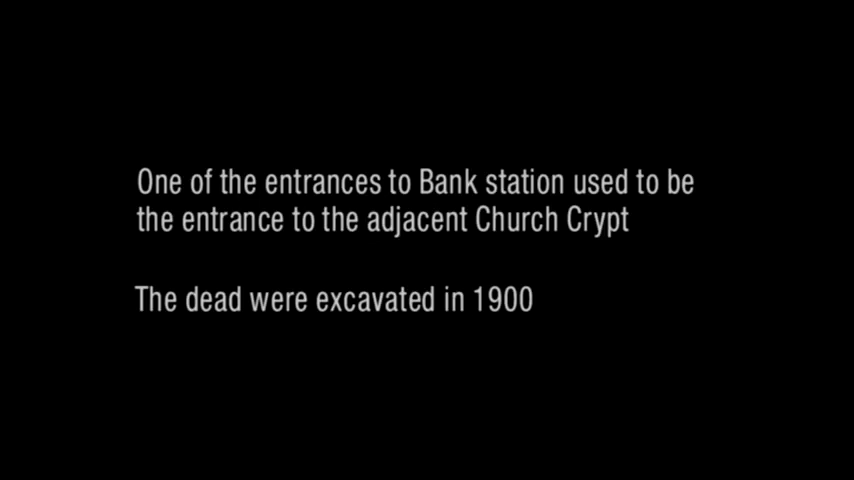 One of the entrances to Bank station used to be
the entrance to the adjacent Church Crypt
The dead were excavated in 1900